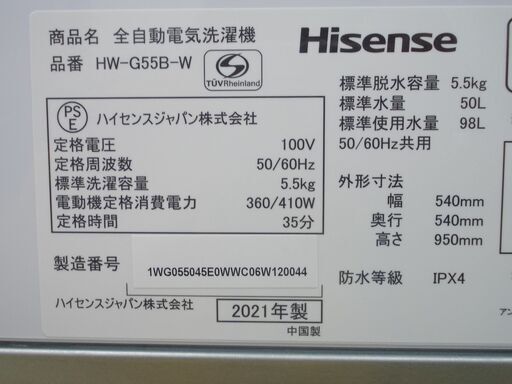 商品名 全自動電気洗濯機
品番 HW-G55B-W
TÜVRheinland
Hisense
PS
E
ハイセンスジャパン株式会社
定格電圧 100V
定格周波数 50/60Hz
標準洗濯容量 5.5kg
電動機定格消費電力 360/410W
定格時間 35分
製造番号 1WG055045E0WWC06W120044
ハイセンスジャパン株式会社
2021年製
中国製
標準脱水容量 5.5kg
標準水量 50L
標準使用水量 98L
50/60Hz共用
外形寸法
幅 540mm
奥行 540mm
高さ 950mm
防水等級 IPX4
アン